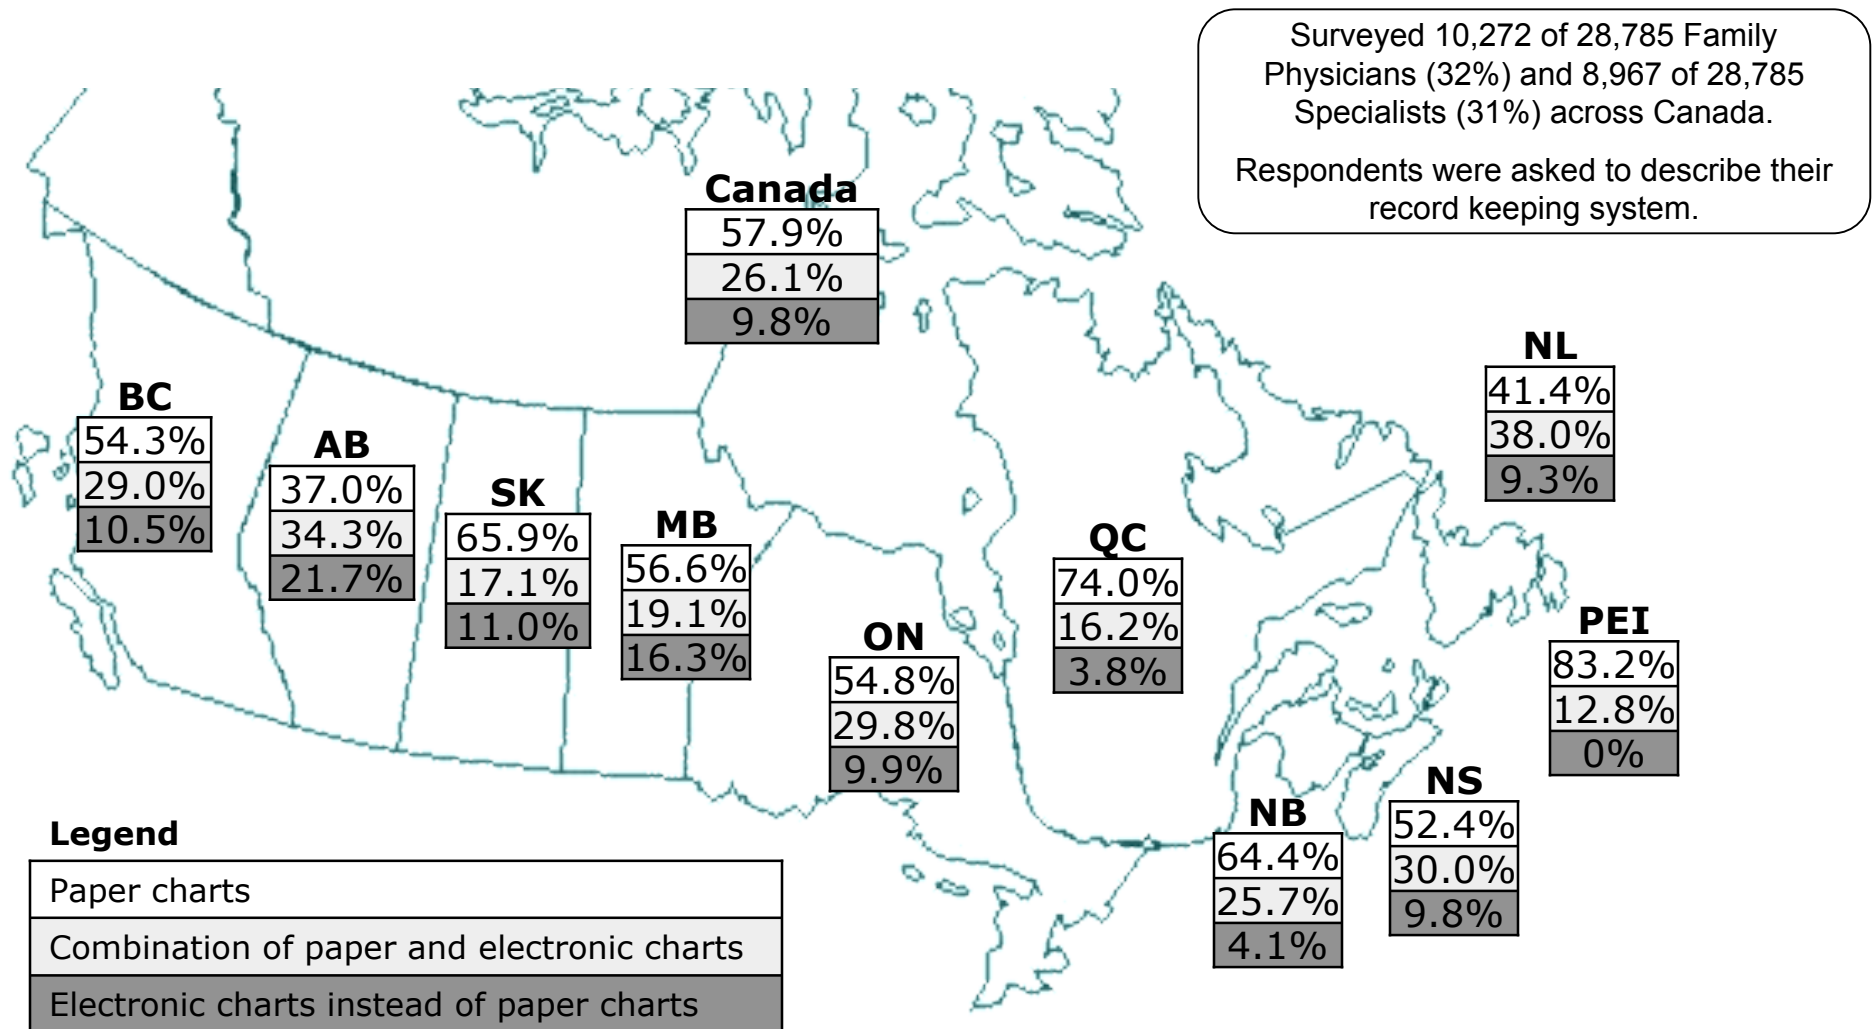 Surveyed 10,272 of 28,785 Family
Physicians (32%) and 8,967 of 28,785
Specialists (31%) across Canada.
Respondents were asked to describe their
record keeping system.
Canada
57.9%
26.1%
9.8%
BC
54.3%
29.0%
10.5%
AB
37.0%
34.3%
21.7%
SK
65.9%
17.1%
11.0%
MB
56.6%
19.1%
16.3%
ON
54.8%
29.8%
9.9%
QC
74.0%
16.2%
3.8%
NL
41.4%
38.0%
9.3%
PEI
83.2%
12.8%
0%
NB
64.4%
25.7%
4.1%
NS
52.4%
30.0%
9.8%
Legend
Paper charts
Combination of paper and electronic charts
Electronic charts instead of paper charts